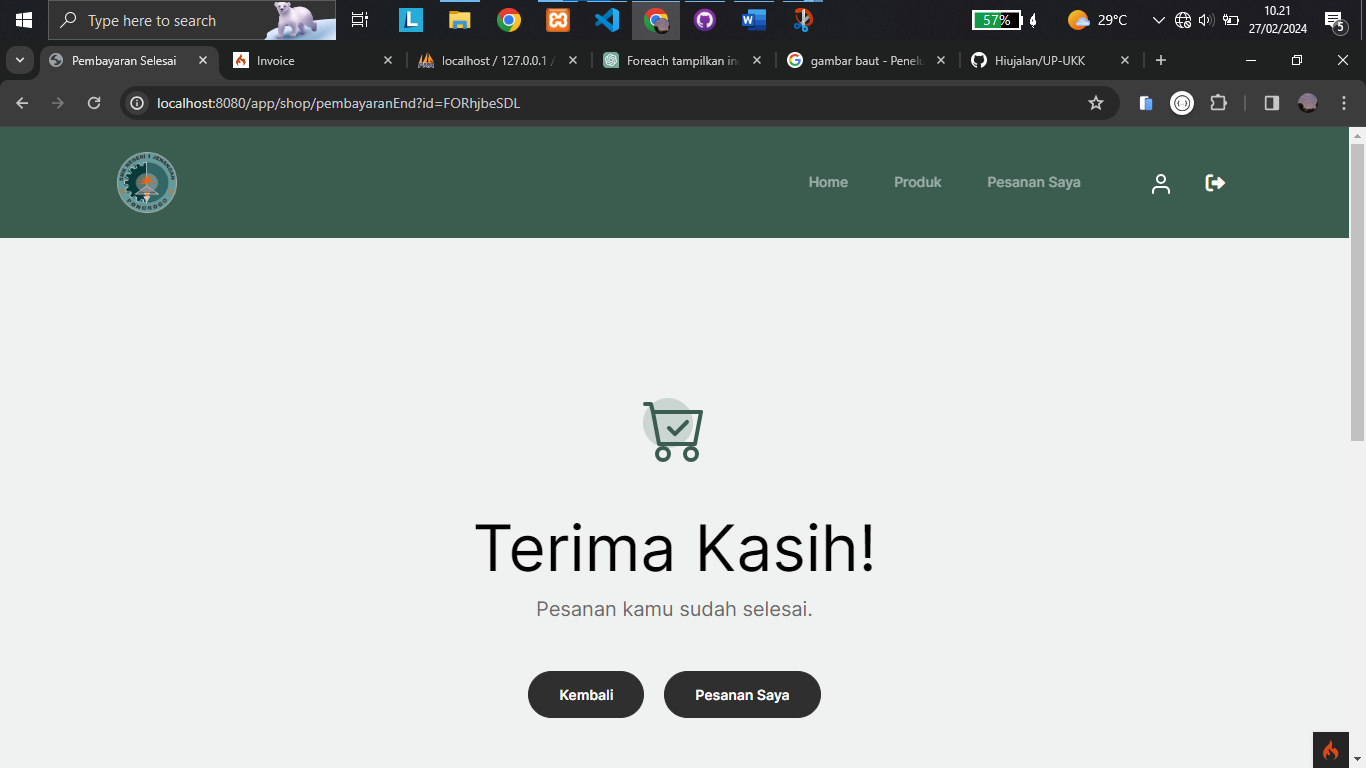 Type here to search
57%
29°C
10.21
27/02/2024
5
Pembayaran Selesai
Invoice
localhost / 127.0.0.1 /
Foreach tampilkan in
gambar baut - Penelu
Hiujalan/UP-UKK
localhost:8080/app/shop/pembayaranEnd?id=FORhjbeSDL
Home
Produk
Pesanan Saya
Terima Kasih!
Pesanan kamu sudah selesai.
Kembali
Pesanan Saya